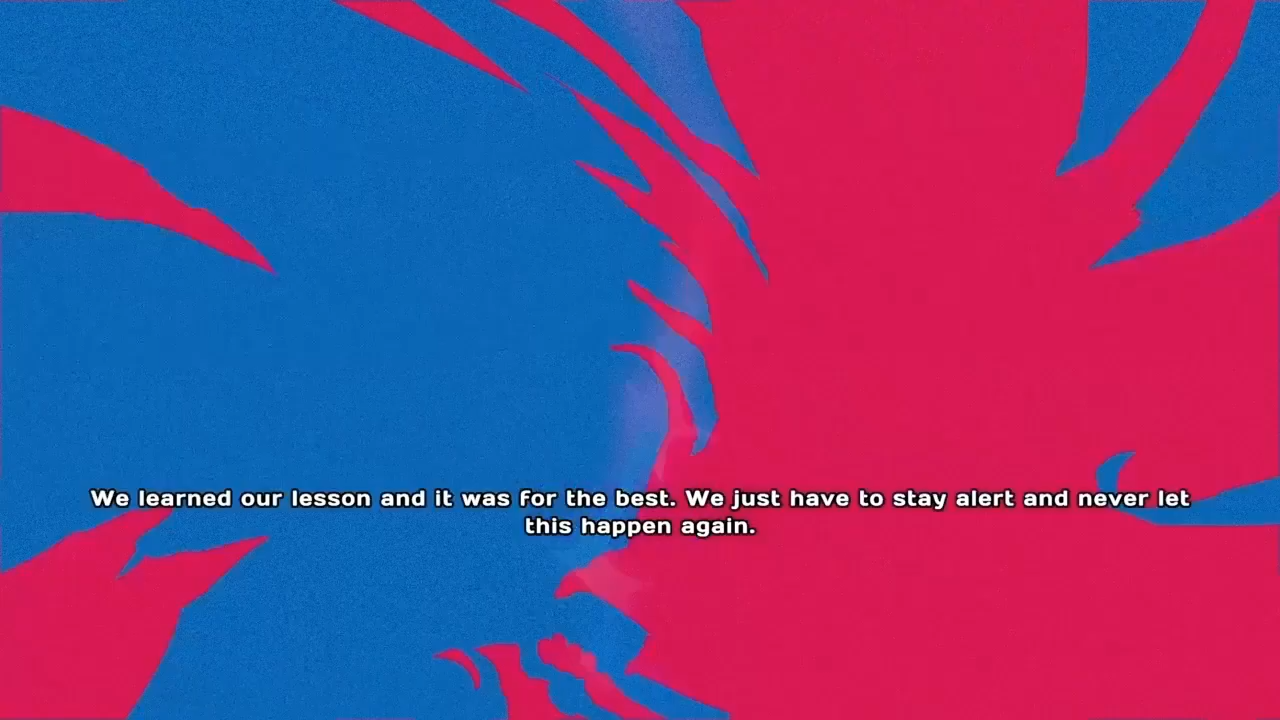 We learned our lesson and it was for the best. We just have to stay alert and never let
this happen again.